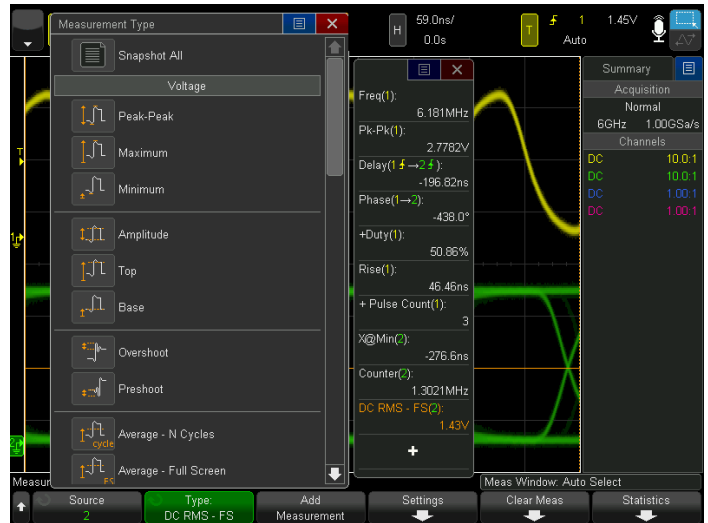 Measurement Type
Snapshot All
Voltage
Peak-Peak
Maximum
Minimum
Amplitude
Top
Base
Overshoot
Preshoot
cycle
Average - N Cycles
FS
Average - Full Screen
H
59.0ns/
0.0s
T
1
1.45V
Auto
Freq(1):
6.181MHz
Pk-Pk(1):
2.7782V
Delay(1→2):
-196.82ns
Phase(1→2):
-438.0°
+Duty(1):
50.86%
Rise(1):
46.46ns
+ Pulse Count(1):
3
X@Min(2):
-276.6ns
Counter(2):
1.3021MHz
DC RMS - FS(2):
1.43V
+
Summary
Acquisition
Normal
6GHz 1.00GSa/s
Channels
DC 10.0:1
DC 10.0:1
DC 1.00:1
DC 1.00:1
T
1
2
Measur
Meas Window: Auto Select
Source
2
Type:
DC RMS - FS
Add
Measurement
Settings
Clear Meas
Statistics